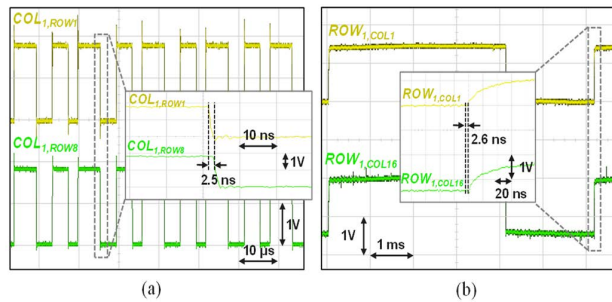 COL1,ROW1
COL1,ROW1
10 ns
COL1,ROW8
COL1,ROW8
1V
2.5 ns
1V
10 µs
(a)
ROW1,COL1
ROW1,COL1
2.6 ns
ROW1,COL16
1V
ROW1,COL16
20 ns
1V
1 ms
(b)